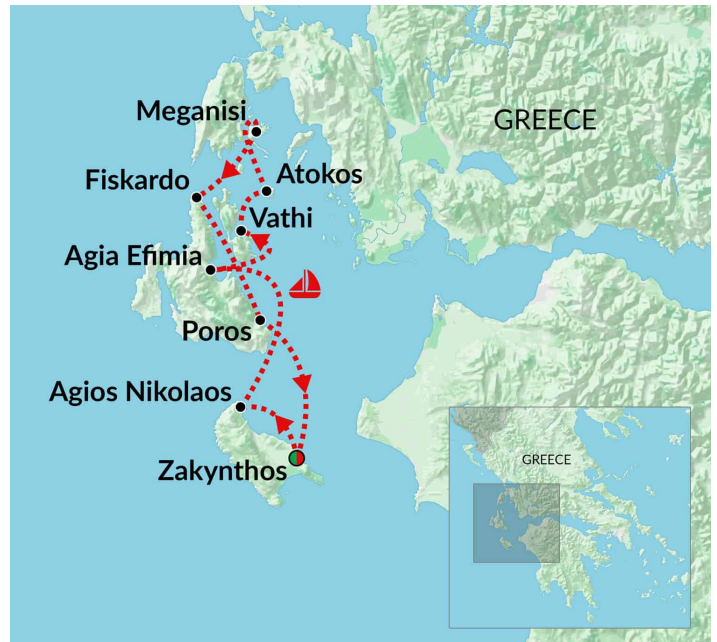 Meganisi
GREECE
Fiskardo
Atokos
Vathi
Agia Efimia
Poros
Agios Nikolaos
Zakynthos
GREECE